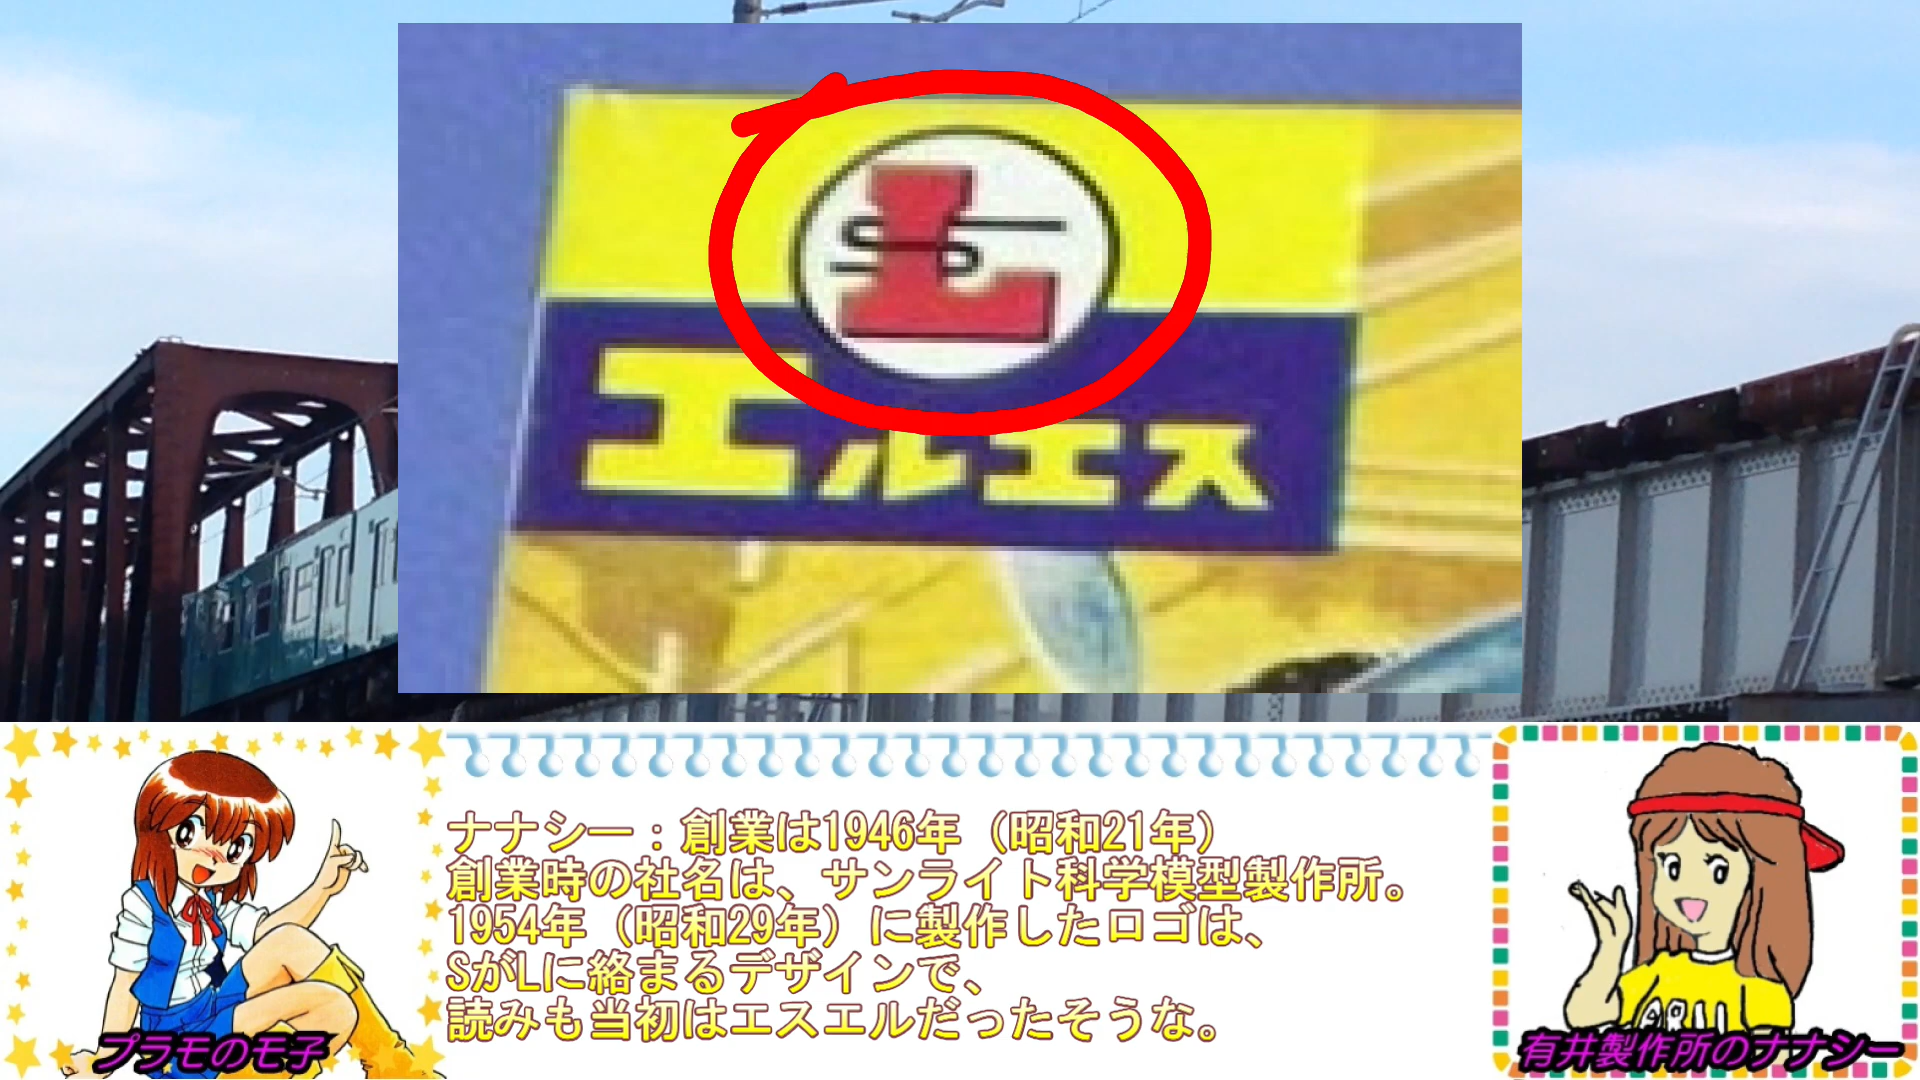 L
S
エルエス
ナナシー：創業は1946年（昭和21年）
創業時の社名は、サンライト科学模型製作所。
1954年（昭和29年）に製作したロゴは、
SがLに絡まるデザインで、
読みも当初はエスエルだったそうな。
プラモのモ子
有井製作所のナナシー